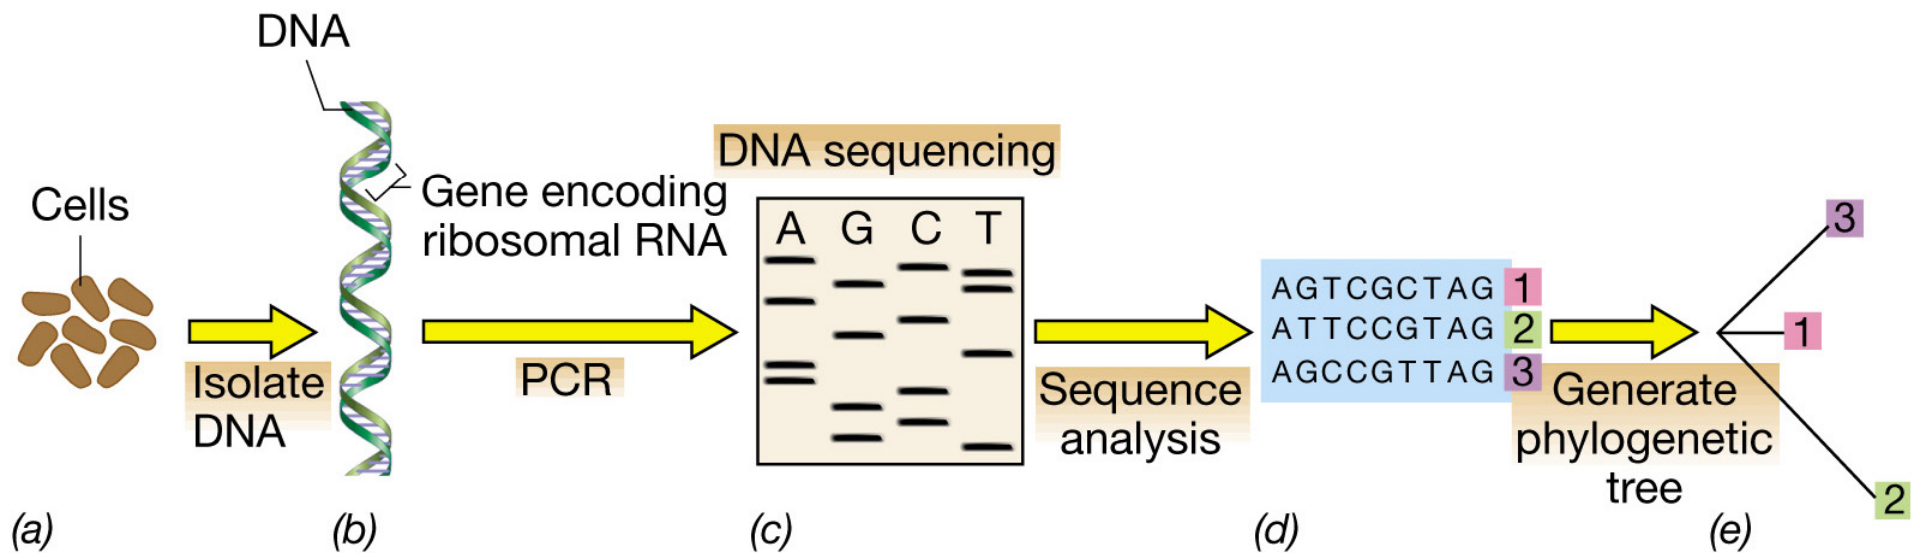 DNA
Cells
Isolate
DNA
Gene encoding
ribosomal RNA
PCR
DNA sequencing
A G C T
Sequence
analysis
AGTCGCTAG 1
ATTCCGTAG 2
AGCCGTTAG 3
Generate
phylogenetic
tree
3
1
2
(a) (b) (c) (d) (e)